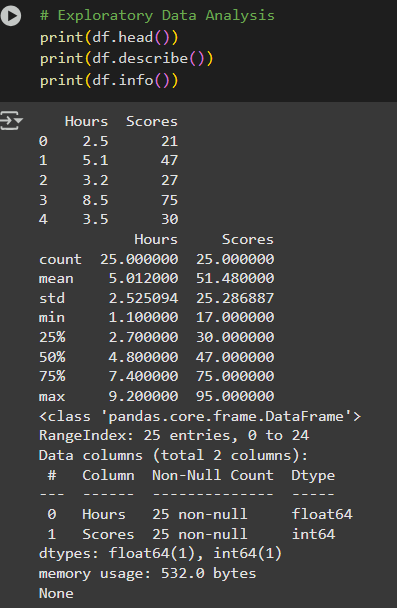 # Exploratory Data Analysis
print(df.head())
print(df.describe())
print(df.info())
   Hours  Scores
0    2.5      21
1    5.1      47
2    3.2      27
3    8.5      75
4    3.5      30
           Hours     Scores
count  25.000000  25.000000
mean    5.012000  51.480000
std     2.525094  25.286887
min     1.100000  17.000000
25%     2.700000  30.000000
50%     4.800000  47.000000
75%     7.400000  75.000000
max     9.200000  95.000000
<class 'pandas.core.frame.DataFrame'>
RangeIndex: 25 entries, 0 to 24
Data columns (total 2 columns):
 #   Column  Non-Null Count  Dtype
---  ------  --------------  -----
 0   Hours   25 non-null     float64
 1   Scores  25 non-null     int64
dtypes: float64(1), int64(1)
memory usage: 532.0 bytes
None